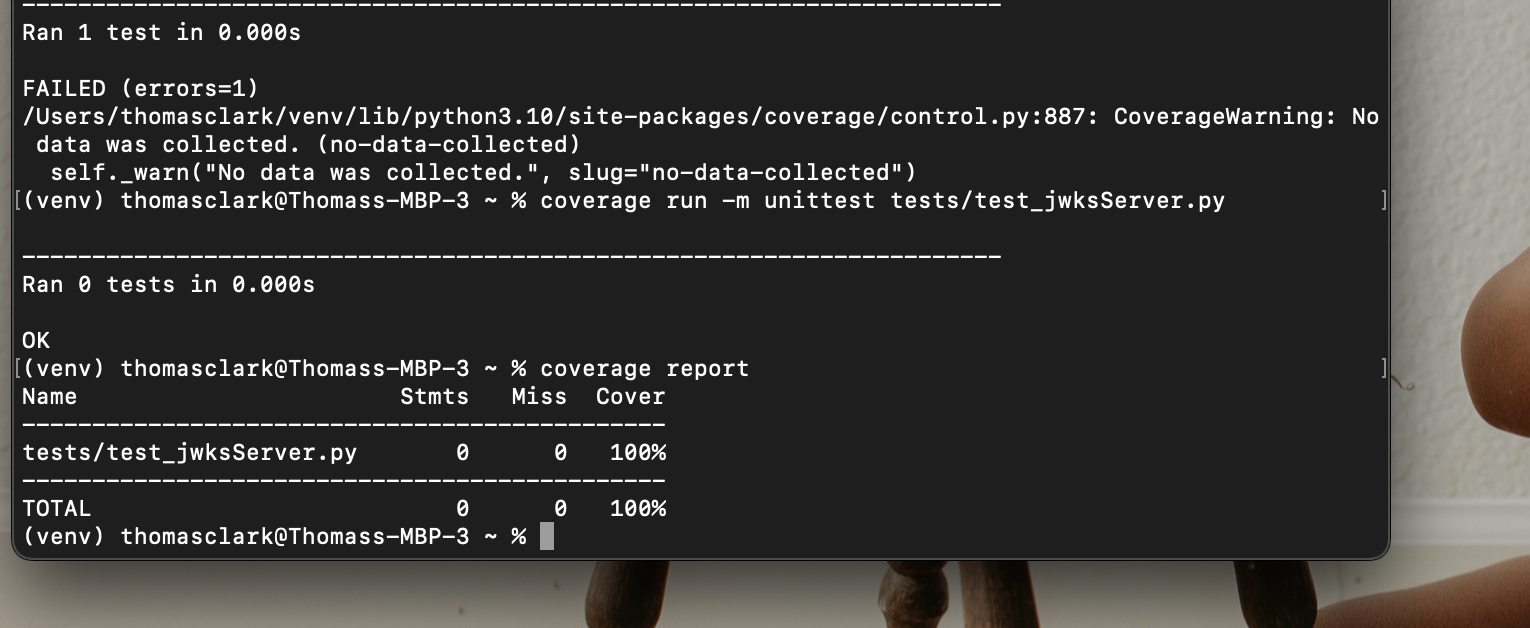 ------------------------------------------------------------
Ran 1 test in 0.000s
FAILED (errors=1)
/Users/thomasclark/venv/lib/python3.10/site-packages/coverage/control.py:887: CoverageWarning: No
data was collected. (no-data-collected)
self._warn("No data was collected.", slug="no-data-collected")
[(venv) thomasclark@Thomass-MBP-3 ~ % coverage run -m unittest tests/test_jwksServer.py ]
----------------------------------------------------------------------
Ran 0 tests in 0.000s
OK
[(venv) thomasclark@Thomass-MBP-3 ~ % coverage report ]
Name Stmts Miss Cover
----------------------------------------------
tests/test_jwksServer.py 0 0 100%
----------------------------------------------
TOTAL 0 0 100%
(venv) thomasclark@Thomass-MBP-3 ~ %